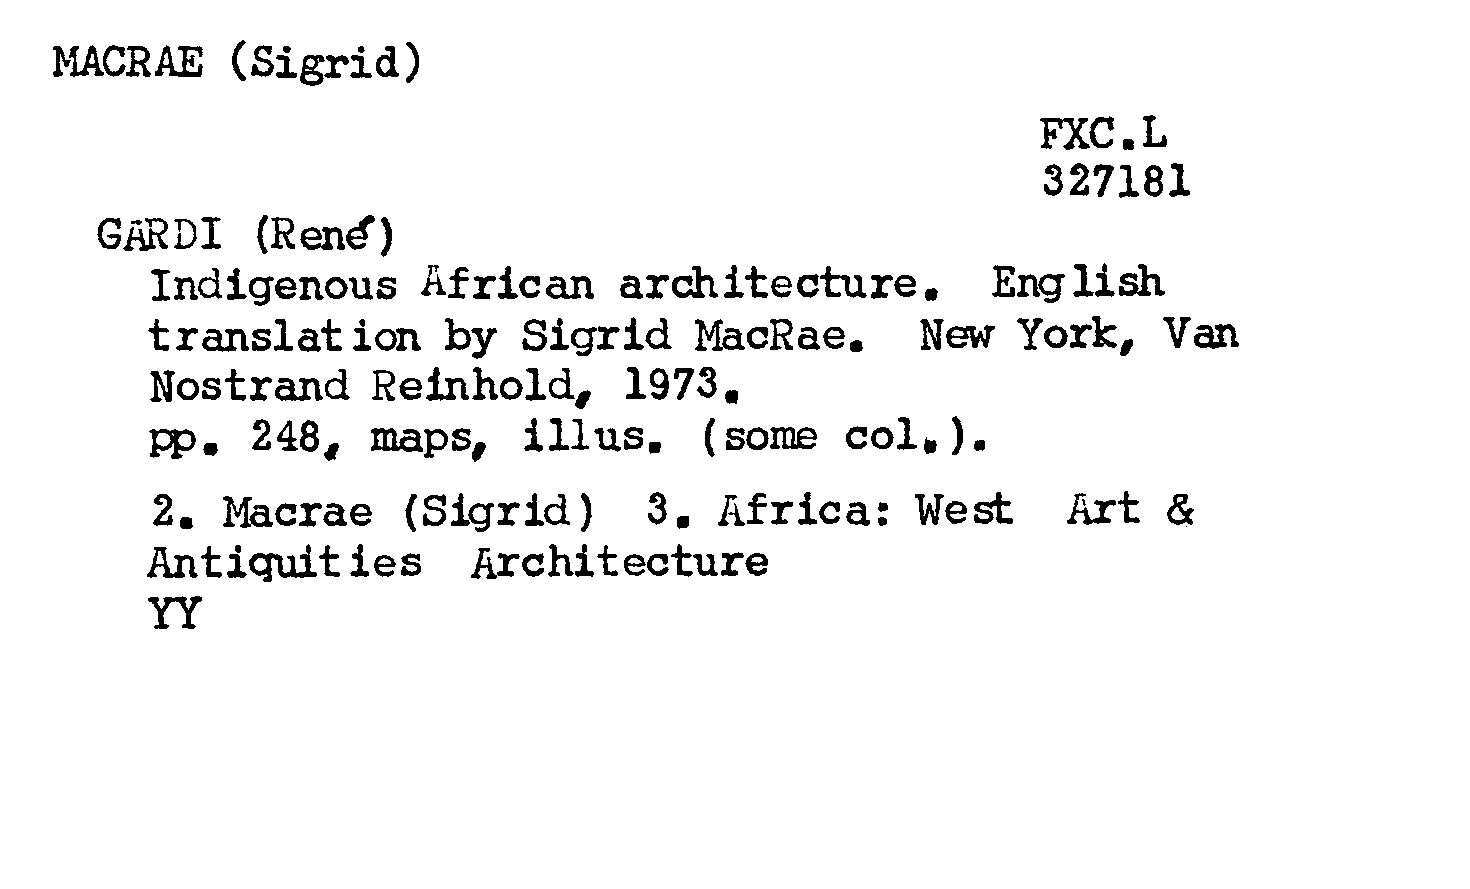 MACRAE (Sigrid)
FXC.L
327181
GARDI (René)
Indigenous African architecture. English
translation by Sigrid MacRae. New York, Van
Nostrand Reinhold, 1973.
pp. 248, maps, illus. (some col.).
2. Macrae (Sigrid) 3. Africa: West Art &
Antiquities Architecture
YY